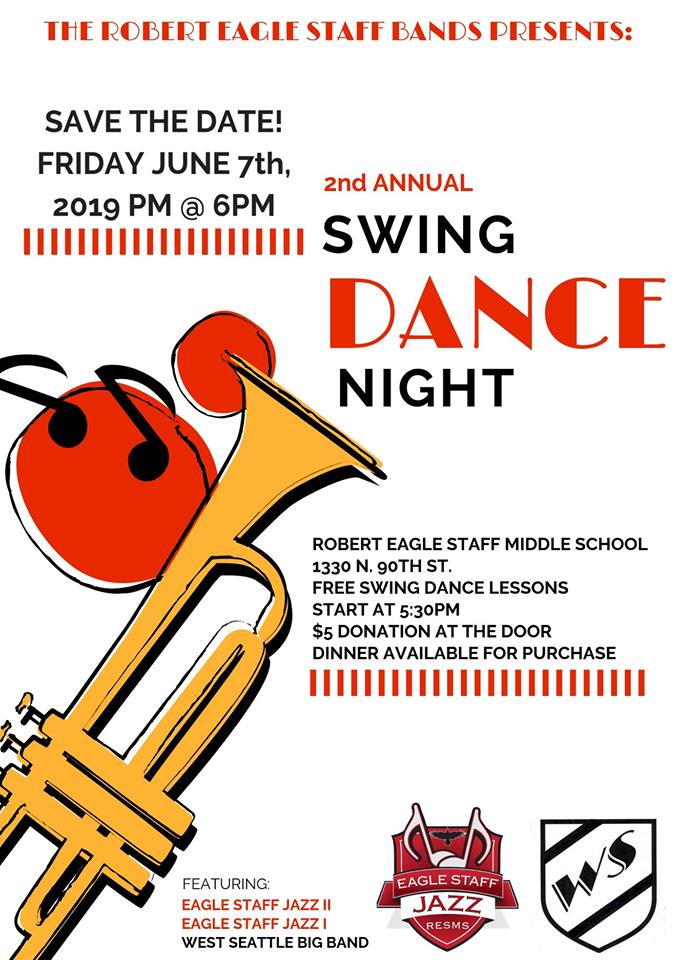 THE ROBERT EAGLE STAFF BANDS PRESENTS:
SAVE THE DATE!
FRIDAY JUNE 7th,
2019 PM @ 6PM
2nd ANNUAL
SWING
DANCE
NIGHT
ROBERT EAGLE STAFF MIDDLE SCHOOL
1330 N. 90TH ST.
FREE SWING DANCE LESSONS
START AT 5:30PM
$5 DONATION AT THE DOOR
DINNER AVAILABLE FOR PURCHASE
FEATURING:
EAGLE STAFF JAZZ II
EAGLE STAFF JAZZ I
WEST SEATTLE BIG BAND
EAGLE STAFF
JAZZ
RESMS
WS